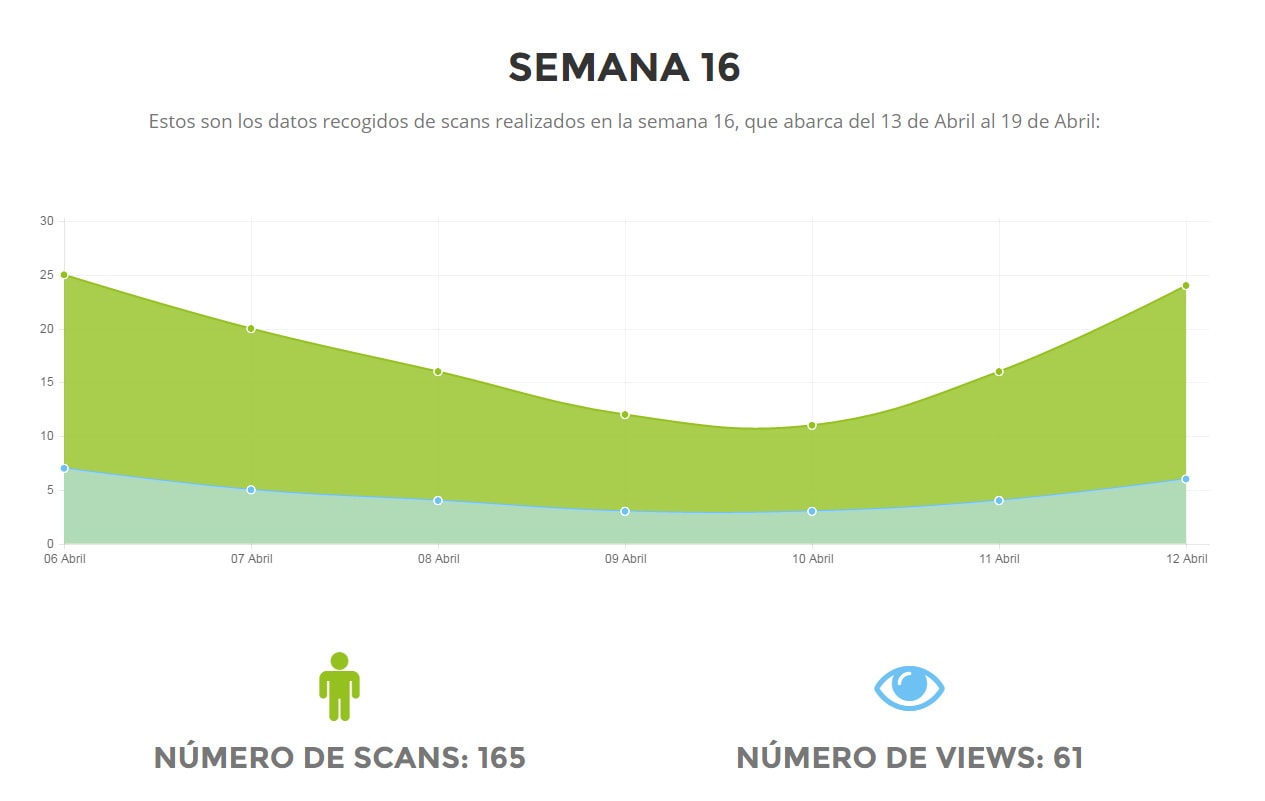 SEMANA 16
Estos son los datos recogidos de scans realizados en la semana 16, que abarca del 13 de Abril al 19 de Abril:
30
25
20
15
10
5
0
06 Abril 07 Abril 08 Abril 09 Abril 10 Abril 11 Abril 12 Abril
NÚMERO DE SCANS: 165 NÚMERO DE VIEWS: 61